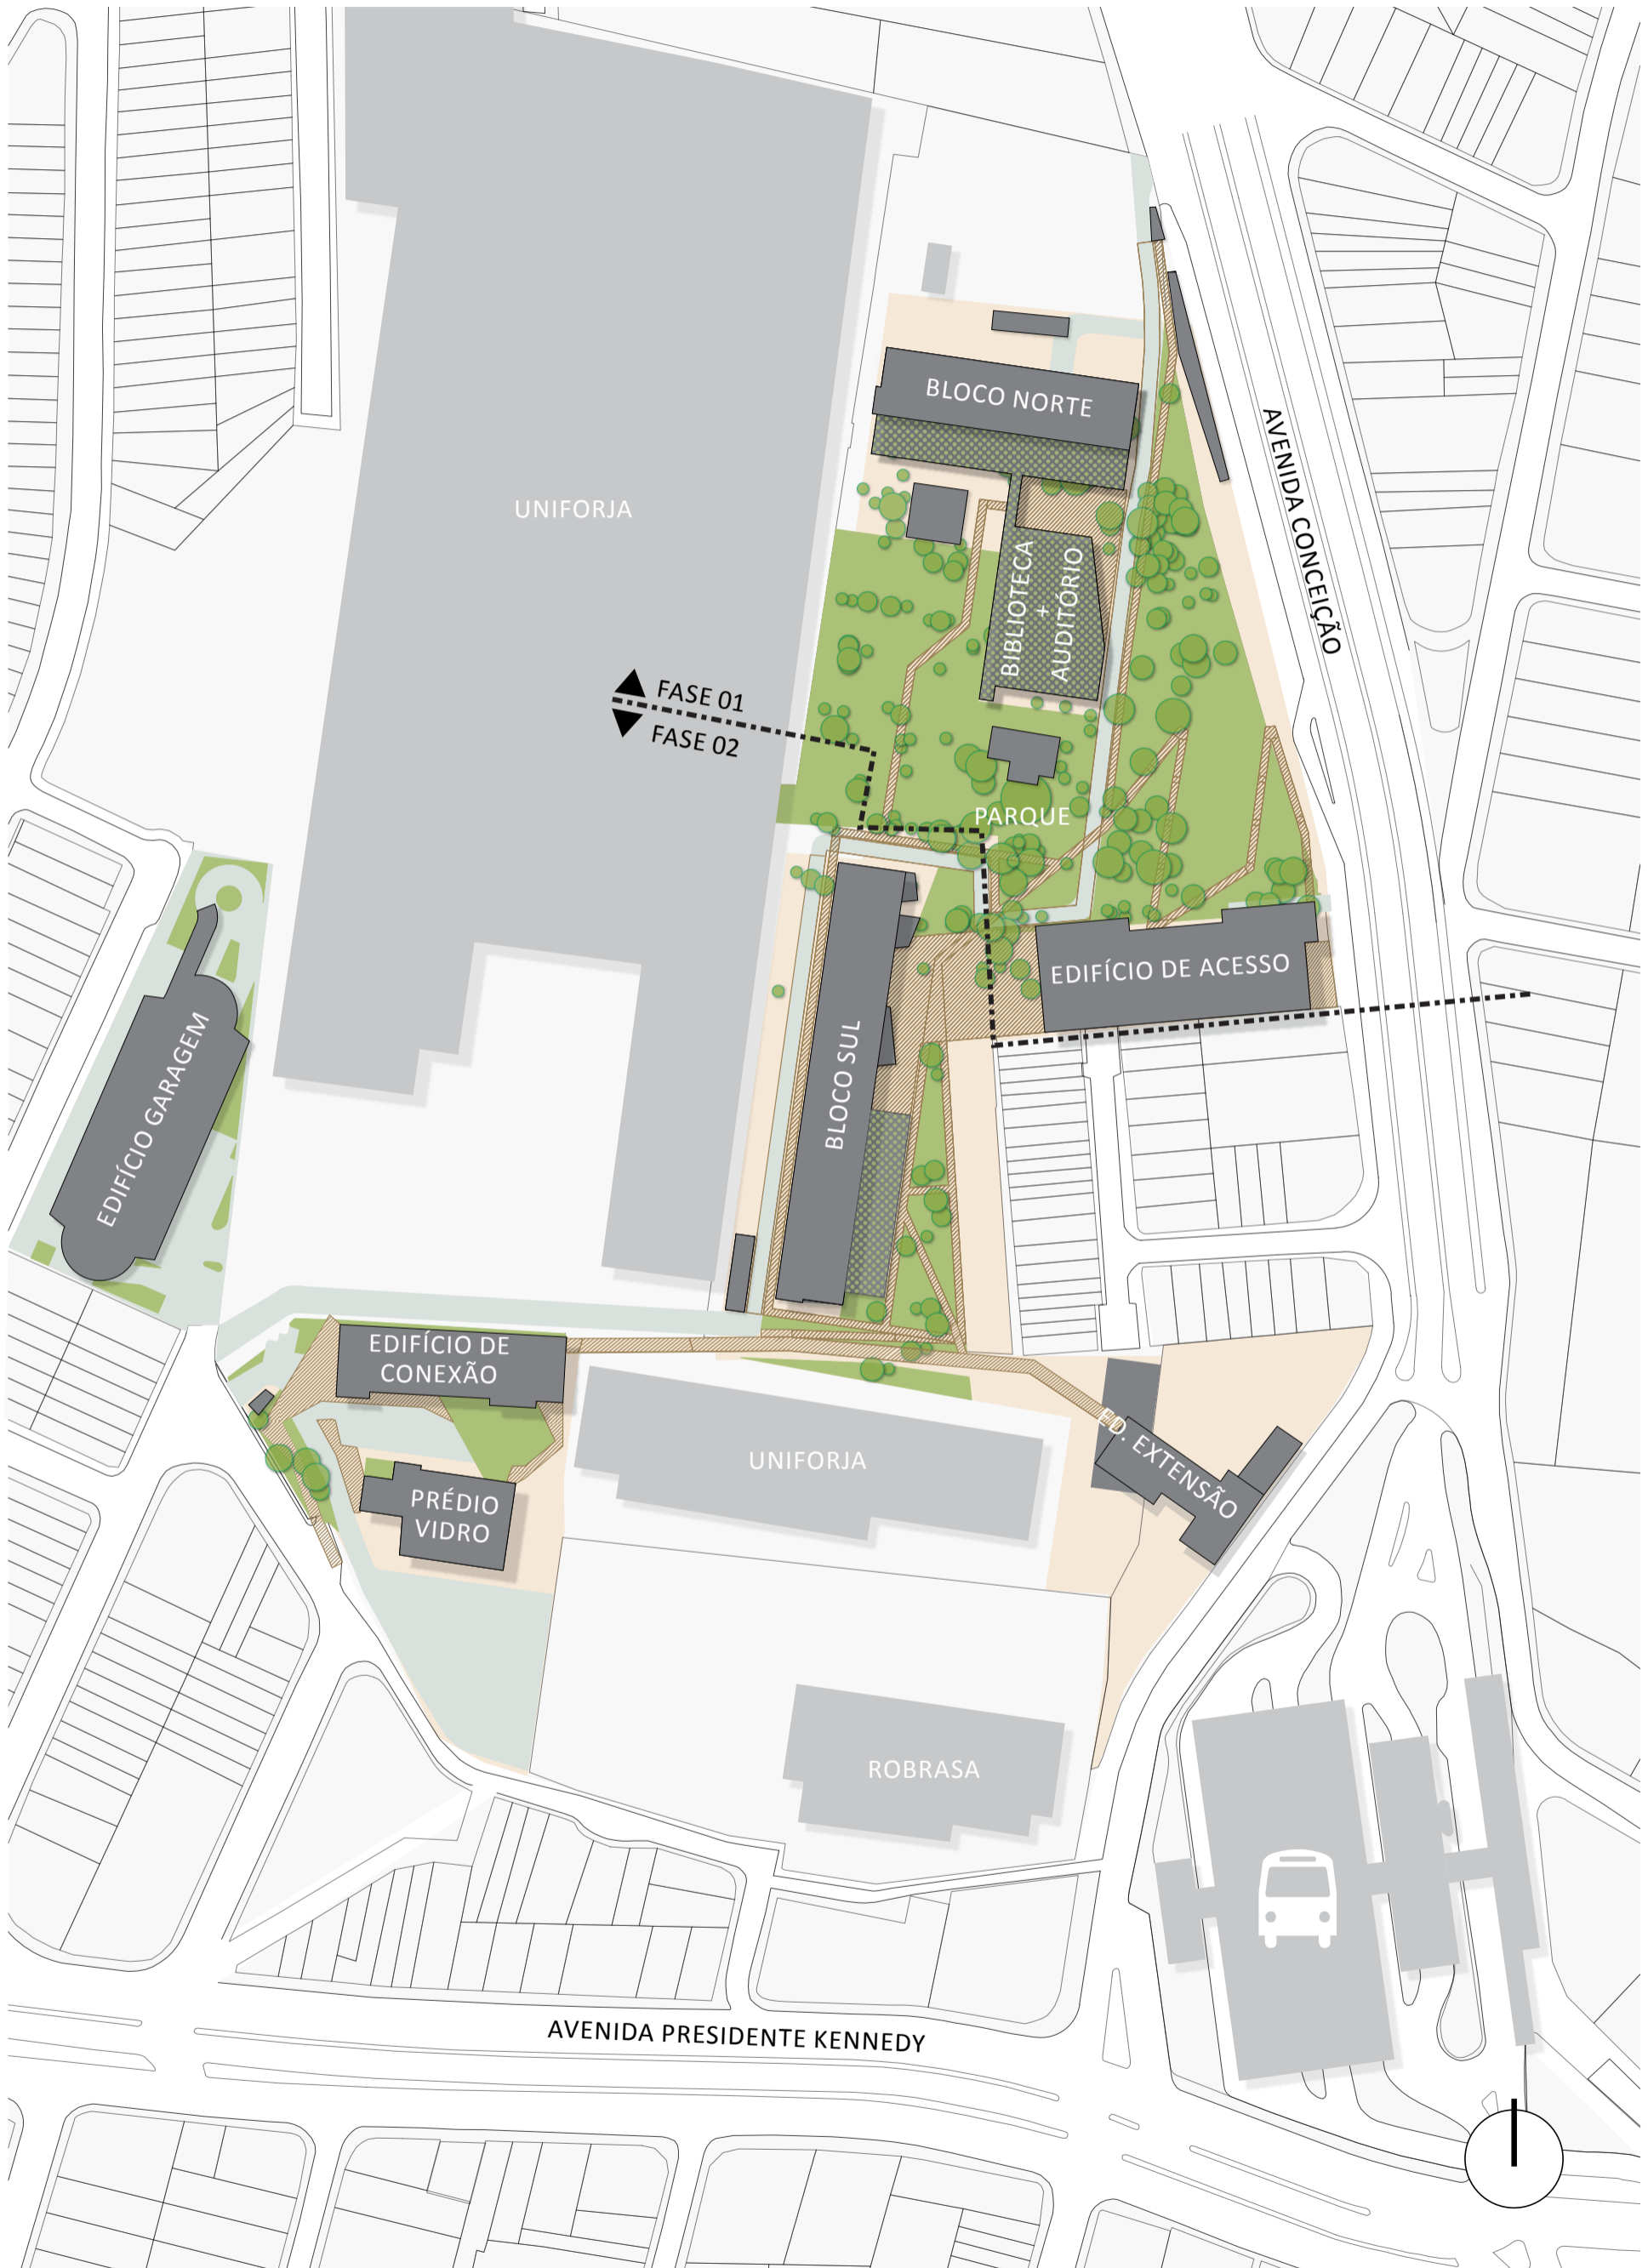 BLOCO NORTE
AVENIDA CONCEIÇÃO
UNIFORJA
BIBLIOTECA
+
AUDITÓRIO
FASE 01
FASE 02
PARQUE
EDIFÍCIO DE ACESSO
EDIFÍCIO GARAGEM
BLOCO SUL
EDIFÍCIO DE
CONEXÃO
UNIFORJA
ED. EXTENSÃO
PRÉDIO
VIDRO
ROBRASA
AVENIDA PRESIDENTE KENNEDY